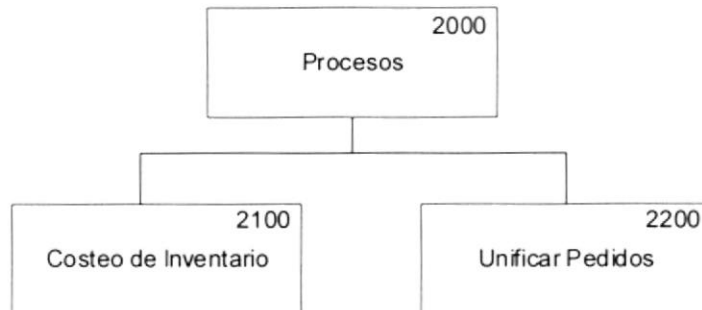 2000
Procesos
2100
Costeo de Inventario
2200
Unificar Pedidos